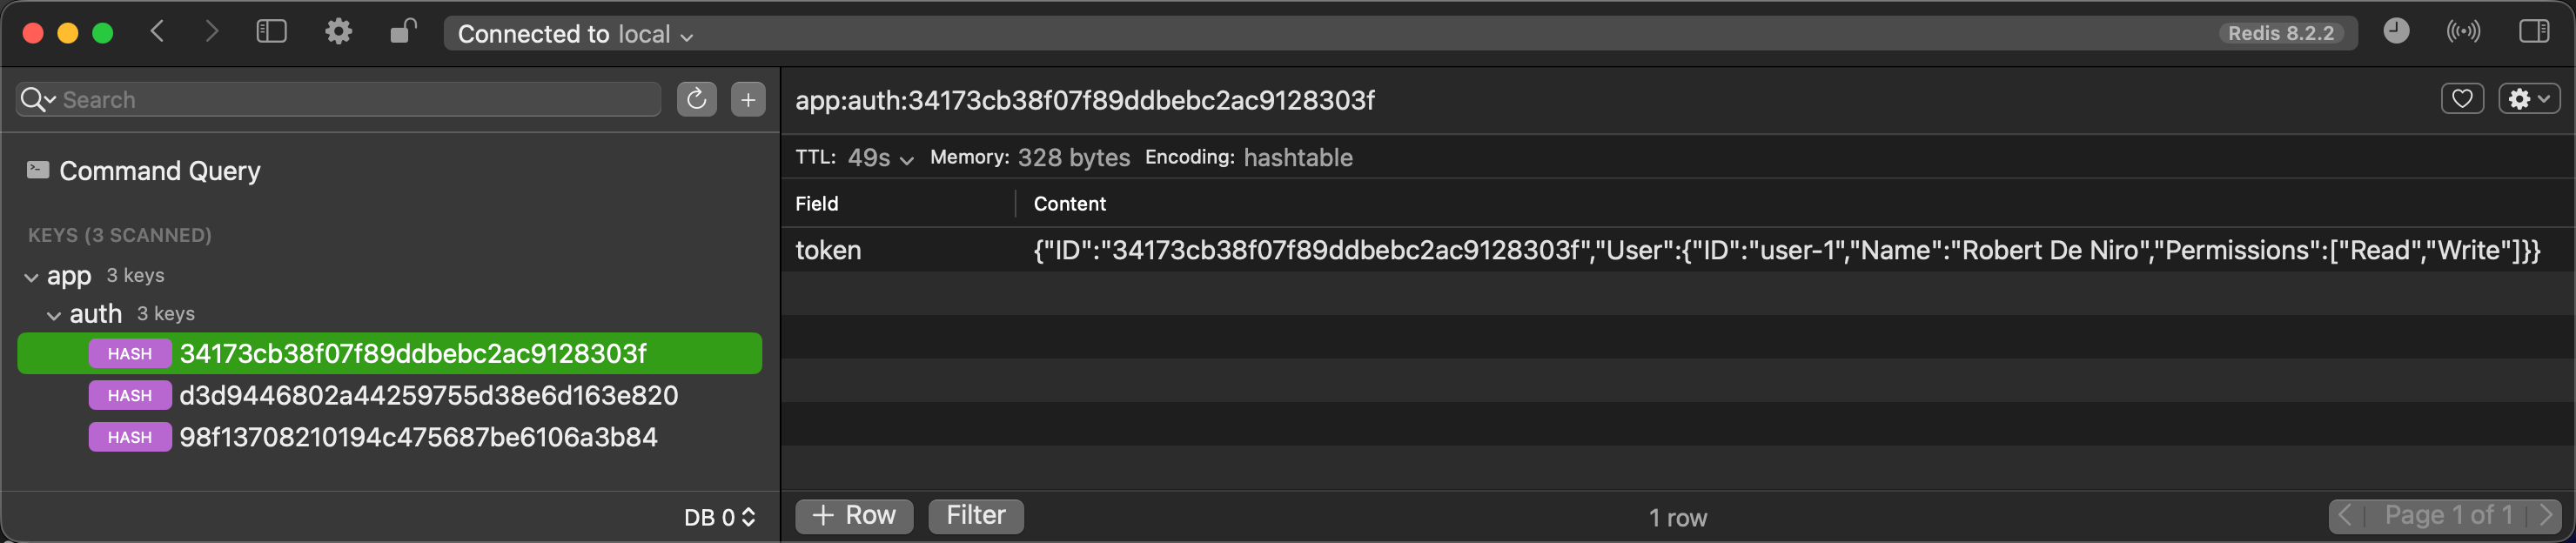 Connected to local
Redis 8.2.2
Search
Command Query
KEYS (3 SCANNED)
app 3 keys
auth 3 keys
HASH 34173cb38f07f89ddbebc2ac9128303f
HASH d3d9446802a44259755d38e6d163e820
HASH 98f13708210194c475687be6106a3b84
DB 0
app:auth:34173cb38f07f89ddbebc2ac9128303f
TTL: 49s Memory: 328 bytes Encoding: hashtable
Field Content
token {"ID":"34173cb38f07f89ddbebc2ac9128303f","User":{"ID":"user-1","Name":"Robert De Niro","Permissions":["Read","Write"]}}
+ Row Filter 1 row Page 1 of 1